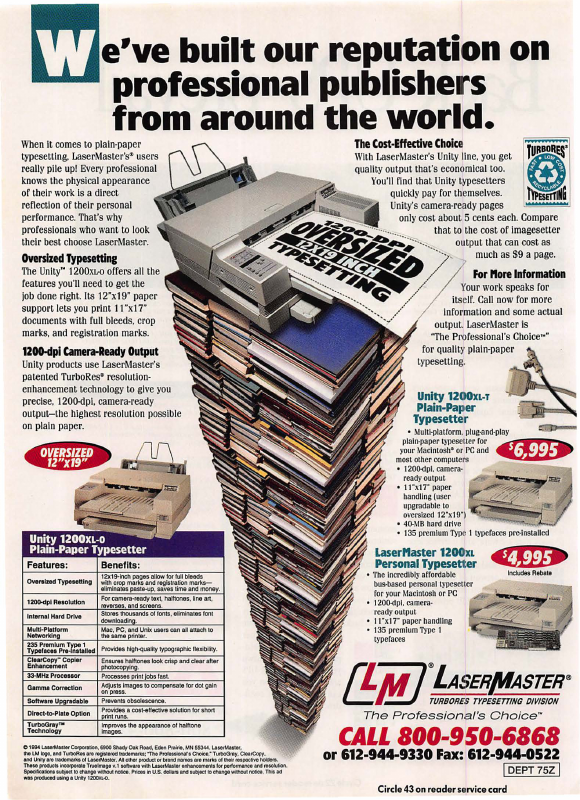 We've built our reputation on
professional publishers
from around the world.
When it comes to plain-paper
typesetting, LaserMaster's® users
really pile up! Every professional
knows the physical appearance
of their work is a direct
reflection of their personal
performance. That's why
professionals who want to look
their best choose LaserMaster.
Oversized Typesetting
The Unity™ 1200XL-O offers all the
features you'll need to get the
job done right. Its 12"x19" paper
support lets you print 11"x17"
documents with full bleeds, crop
marks, and registration marks.
1200-dpi Camera-Ready Output
Unity products use LaserMaster's
patented TurboRes® resolution-
enhancement technology to give you
precise, 1200-dpi, camera-ready
output—the highest resolution possible
on plain paper.
1200-DPI
OVERSIZED
12X19 INCH
TYPESETTING
The Cost-Effective Choice
With LaserMaster's Unity line, you get
quality output that's economical too.
You'll find that Unity typesetters
quickly pay for themselves.
Unity's camera-ready pages
only cost about 5 cents each. Compare
that to the cost of imagesetter
output that can cost as
much as $9 a page.
TURBORES®
FAST • LOW COST
RECYCLABLE
TYPESETTING
For More Information
Your work speaks for
itself. Call now for more
information and some actual
output. LaserMaster is
"The Professional's Choice™"
for quality plain-paper
typesetting.
Unity 1200XL-T
Plain-Paper
Typesetter
• Multi-platform, plug-and-play
plain-paper typesetter for
your Macintosh® or PC and
most other computers
• 1200-dpi, camera-
ready output
• 11"x17" paper
handling (user
upgradable to
oversized 12"x19")
• 40-MB hard drive
• 135 premium Type 1 typefaces pre-installed
$6,995
LaserMaster 1200XL
Personal Typesetter
• The incredibly affordable
bus-based personal typesetter
for your Macintosh or PC
• 1200-dpi, camera-
ready output
• 11"x17" paper handling
• 135 premium Type 1
typefaces
$4,995
Includes Rebate
OVERSIZED
12"x19"
Unity 1200XL-O
Plain-Paper Typesetter
Features: Benefits:
Oversized Typesetting 12x19-inch pages allow for full bleeds
with crop marks and registration marks—
eliminates paste-up, saves time and money.
1200-dpi Resolution For camera-ready text, halftones, line art,
reverses, and screens.
Internal Hard Drive Stores thousands of fonts, eliminates font
downloading.
Multi-Platform
Networking Mac, PC, and Unix users can all attach to
the same printer.
235 Premium Type 1
Typefaces Pre-Installed Provides high-quality typographic flexibility.
ClearCopy™ Copier
Enhancement Ensures halftones look crisp and clear after
photocopying.
33-MHz Processor Processes print jobs fast.
Gamma Correction Adjusts images to compensate for dot gain
on press.
Software Upgradable Prevents obsolescence.
Direct-to-Plate Option Provides a cost-effective solution for short
print runs.
TurboGray™
Technology Improves the appearance of halftone
images.
LM® LASERMASTER®
TURBORES TYPESETTING DIVISION
The Professional's Choice™
CALL 800-950-6868
or 612-944-9330 Fax: 612-944-0522
DEPT 75Z
© 1994 LaserMaster Corporation, 6900 Shady Oak Road, Eden Prairie, MN 55344, LaserMaster,
the LM logo, and TurboRes are registered trademarks; "The Professional's Choice," TurboGray, ClearCopy,
and Unity are trademarks of LaserMaster. All other product or brand names are marks of their respective holders.
These products incorporate TrueImage v.1 software with LaserMaster enhancements for performance and resolution.
Specifications subject to change without notice. Prices in U.S. dollars and subject to change without notice. This ad
was produced using a Unity 1200XL-O.
Circle 43 on reader service card